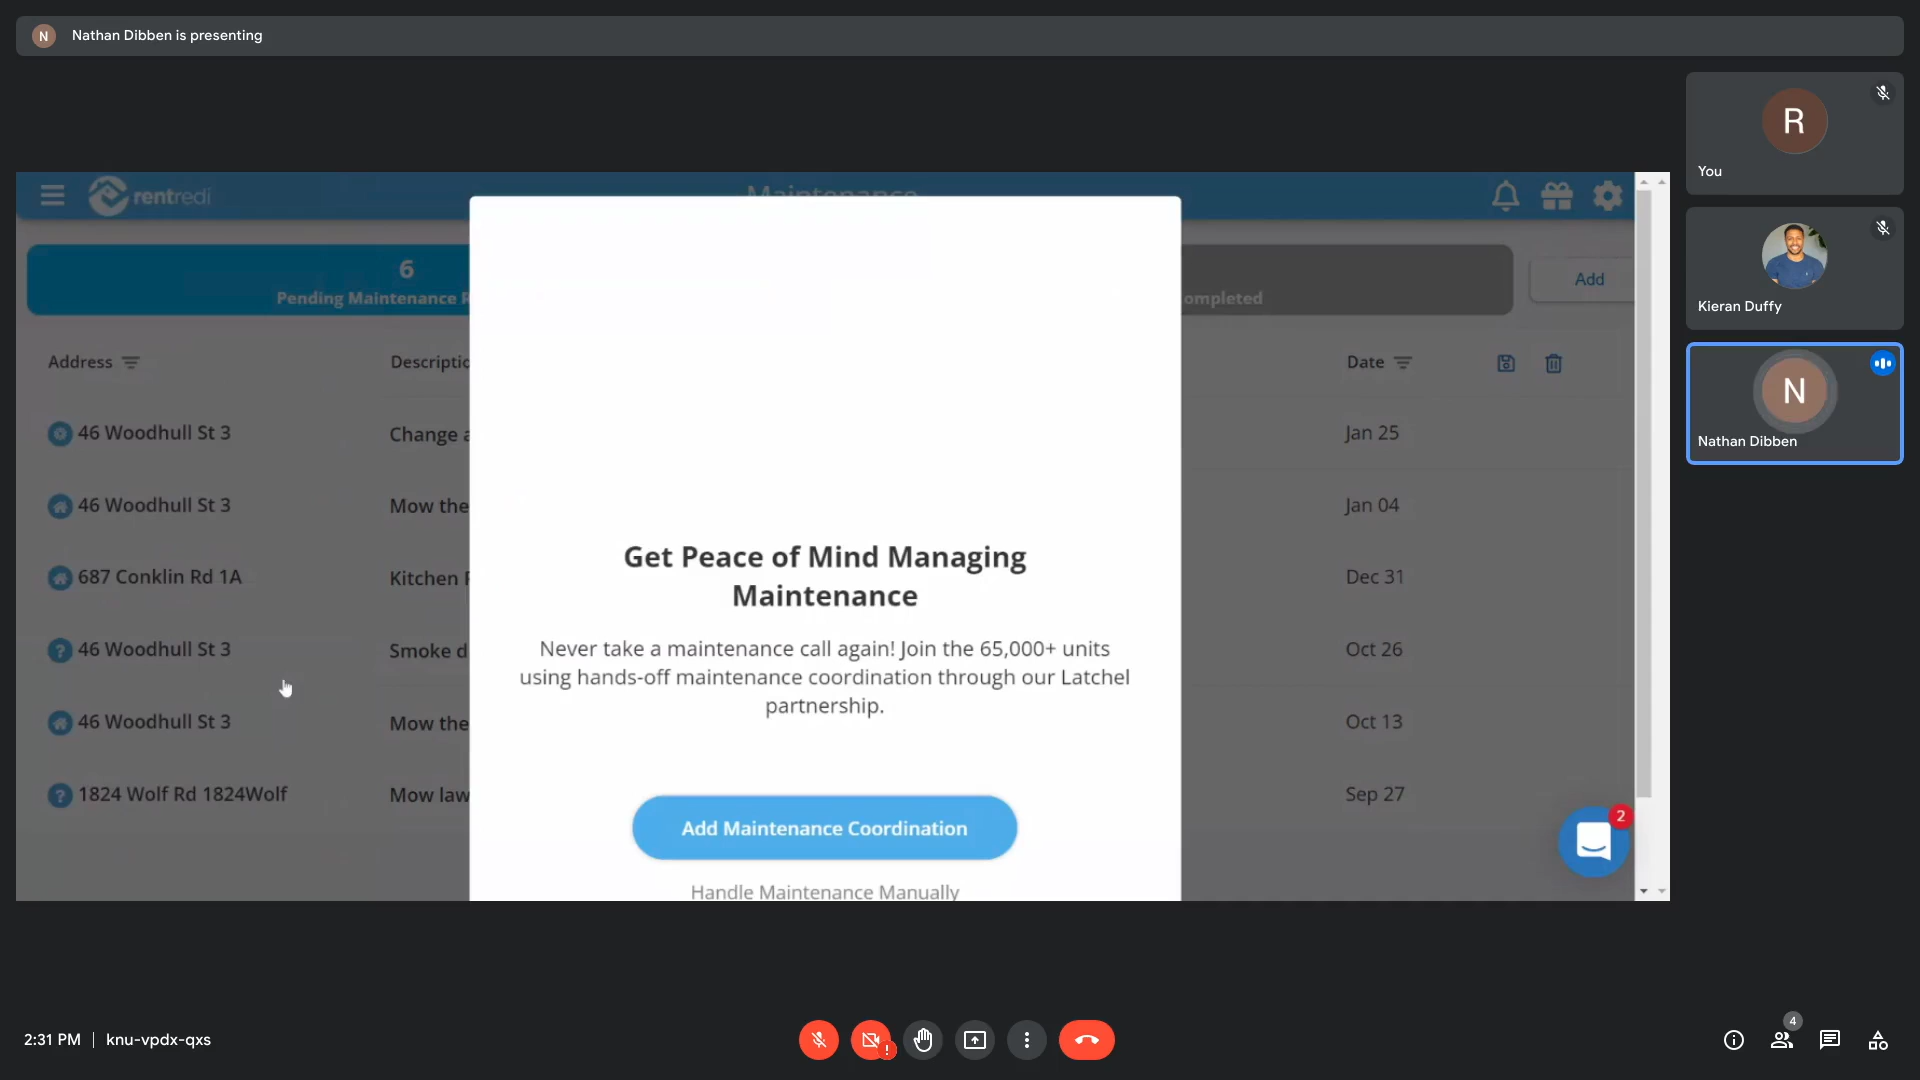 N Nathan Dibben is presenting
R
You
Kieran Duffy
N
Nathan Dibben
rentredi
Maintenance
6
Pending Maintenance R
ompleted
Add
Address
Descriptio
Date
46 Woodhull St 3
Change a
Jan 25
46 Woodhull St 3
Mow the
Jan 04
687 Conklin Rd 1A
Kitchen F
Dec 31
? 46 Woodhull St 3
Smoke d
Oct 26
46 Woodhull St 3
Mow the
Oct 13
? 1824 Wolf Rd 1824Wolf
Mow law
Sep 27
Get Peace of Mind Managing
Maintenance
Never take a maintenance call again! Join the 65,000+ units
using hands-off maintenance coordination through our Latchel
partnership.
Add Maintenance Coordination
Handle Maintenance Manually
2
2:31 PM | knu-vpdx-qxs
!
4